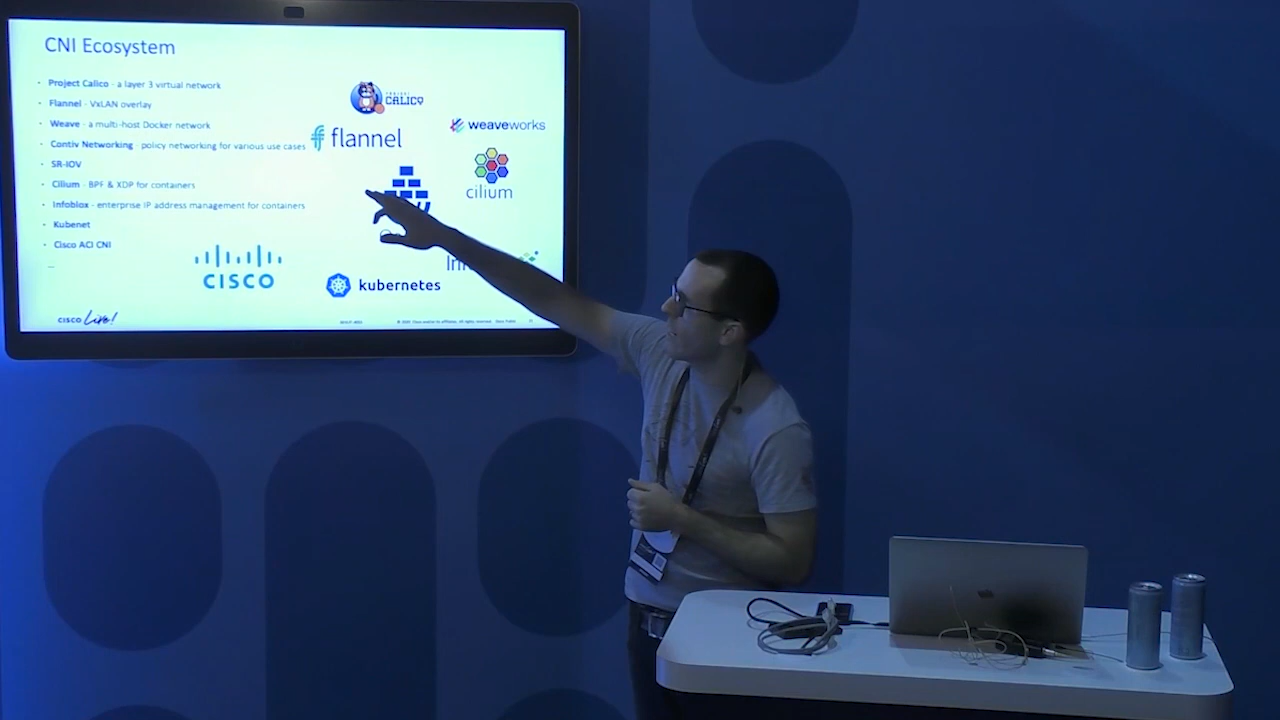 CNI Ecosystem
Project Calico - a layer 3 virtual network
Flannel - VxLAN overlay
Weave - a multi-host Docker network
Contiv Networking - policy networking for various use cases
SR-IOV
Cilium - BPF & XDP for containers
Infoblox - enterprise IP address management for containers
Kubenet
Cisco ACI CNI
...
PROJECT
CALICO
flannel
weaveworks
cilium
CISCO
kubernetes
CISCO Live!